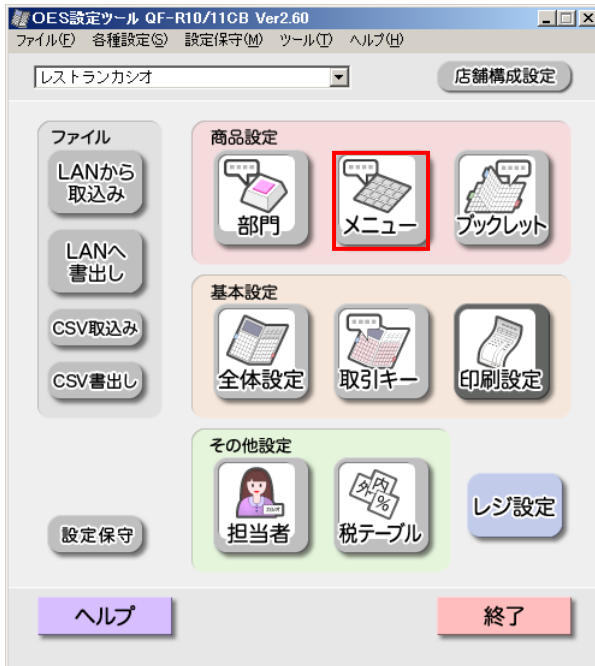 OES設定ツール QF-R10/11CB Ver2.60
ファイル(F) 各種設定(S) 設定保守(M) ツール(T) ヘルプ(H)
レストランカシオ
店舗構成設定
ファイル
LANから
取込み
LANへ
書出し
CSV取込み
CSV書出し
商品設定
部門
メニュー
ブックレット
基本設定
全体設定
取引キー
印刷設定
その他設定
担当者
外内%
税テーブル
レジ設定
設定保守
ヘルプ
終了